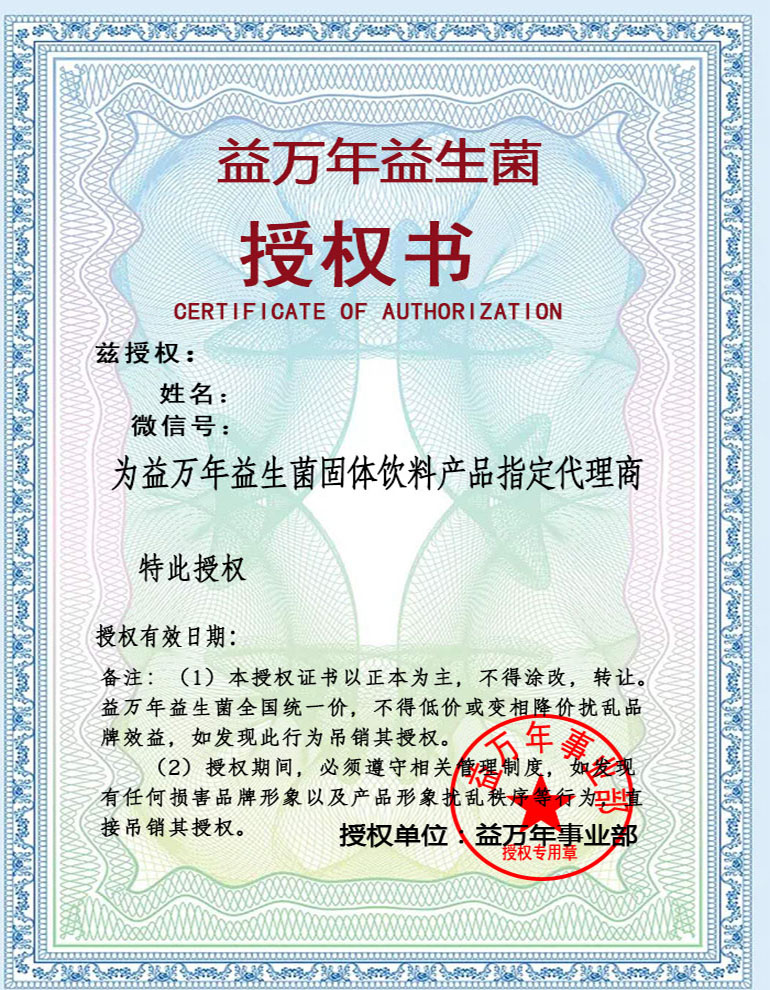 益万年益生菌
授权书
CERTIFICATE OF AUTHORIZATION
兹授权：
姓名：
微信号：
为益万年益生菌固体饮料产品指定代理商
特此授权
授权有效日期：
备注：（1）本授权证书以正本为主，不得涂改，转让。
益万年益生菌全国统一价，不得低价或变相降价扰乱品
牌效益，如发现此行为吊销其授权。
（2）授权期间，必须遵守相关管理制度，如发现
有任何损害品牌形象以及产品形象扰乱秩序等行为，直
接吊销其授权。
授权单位：益万年事业部
益万年事业部
授权专用章